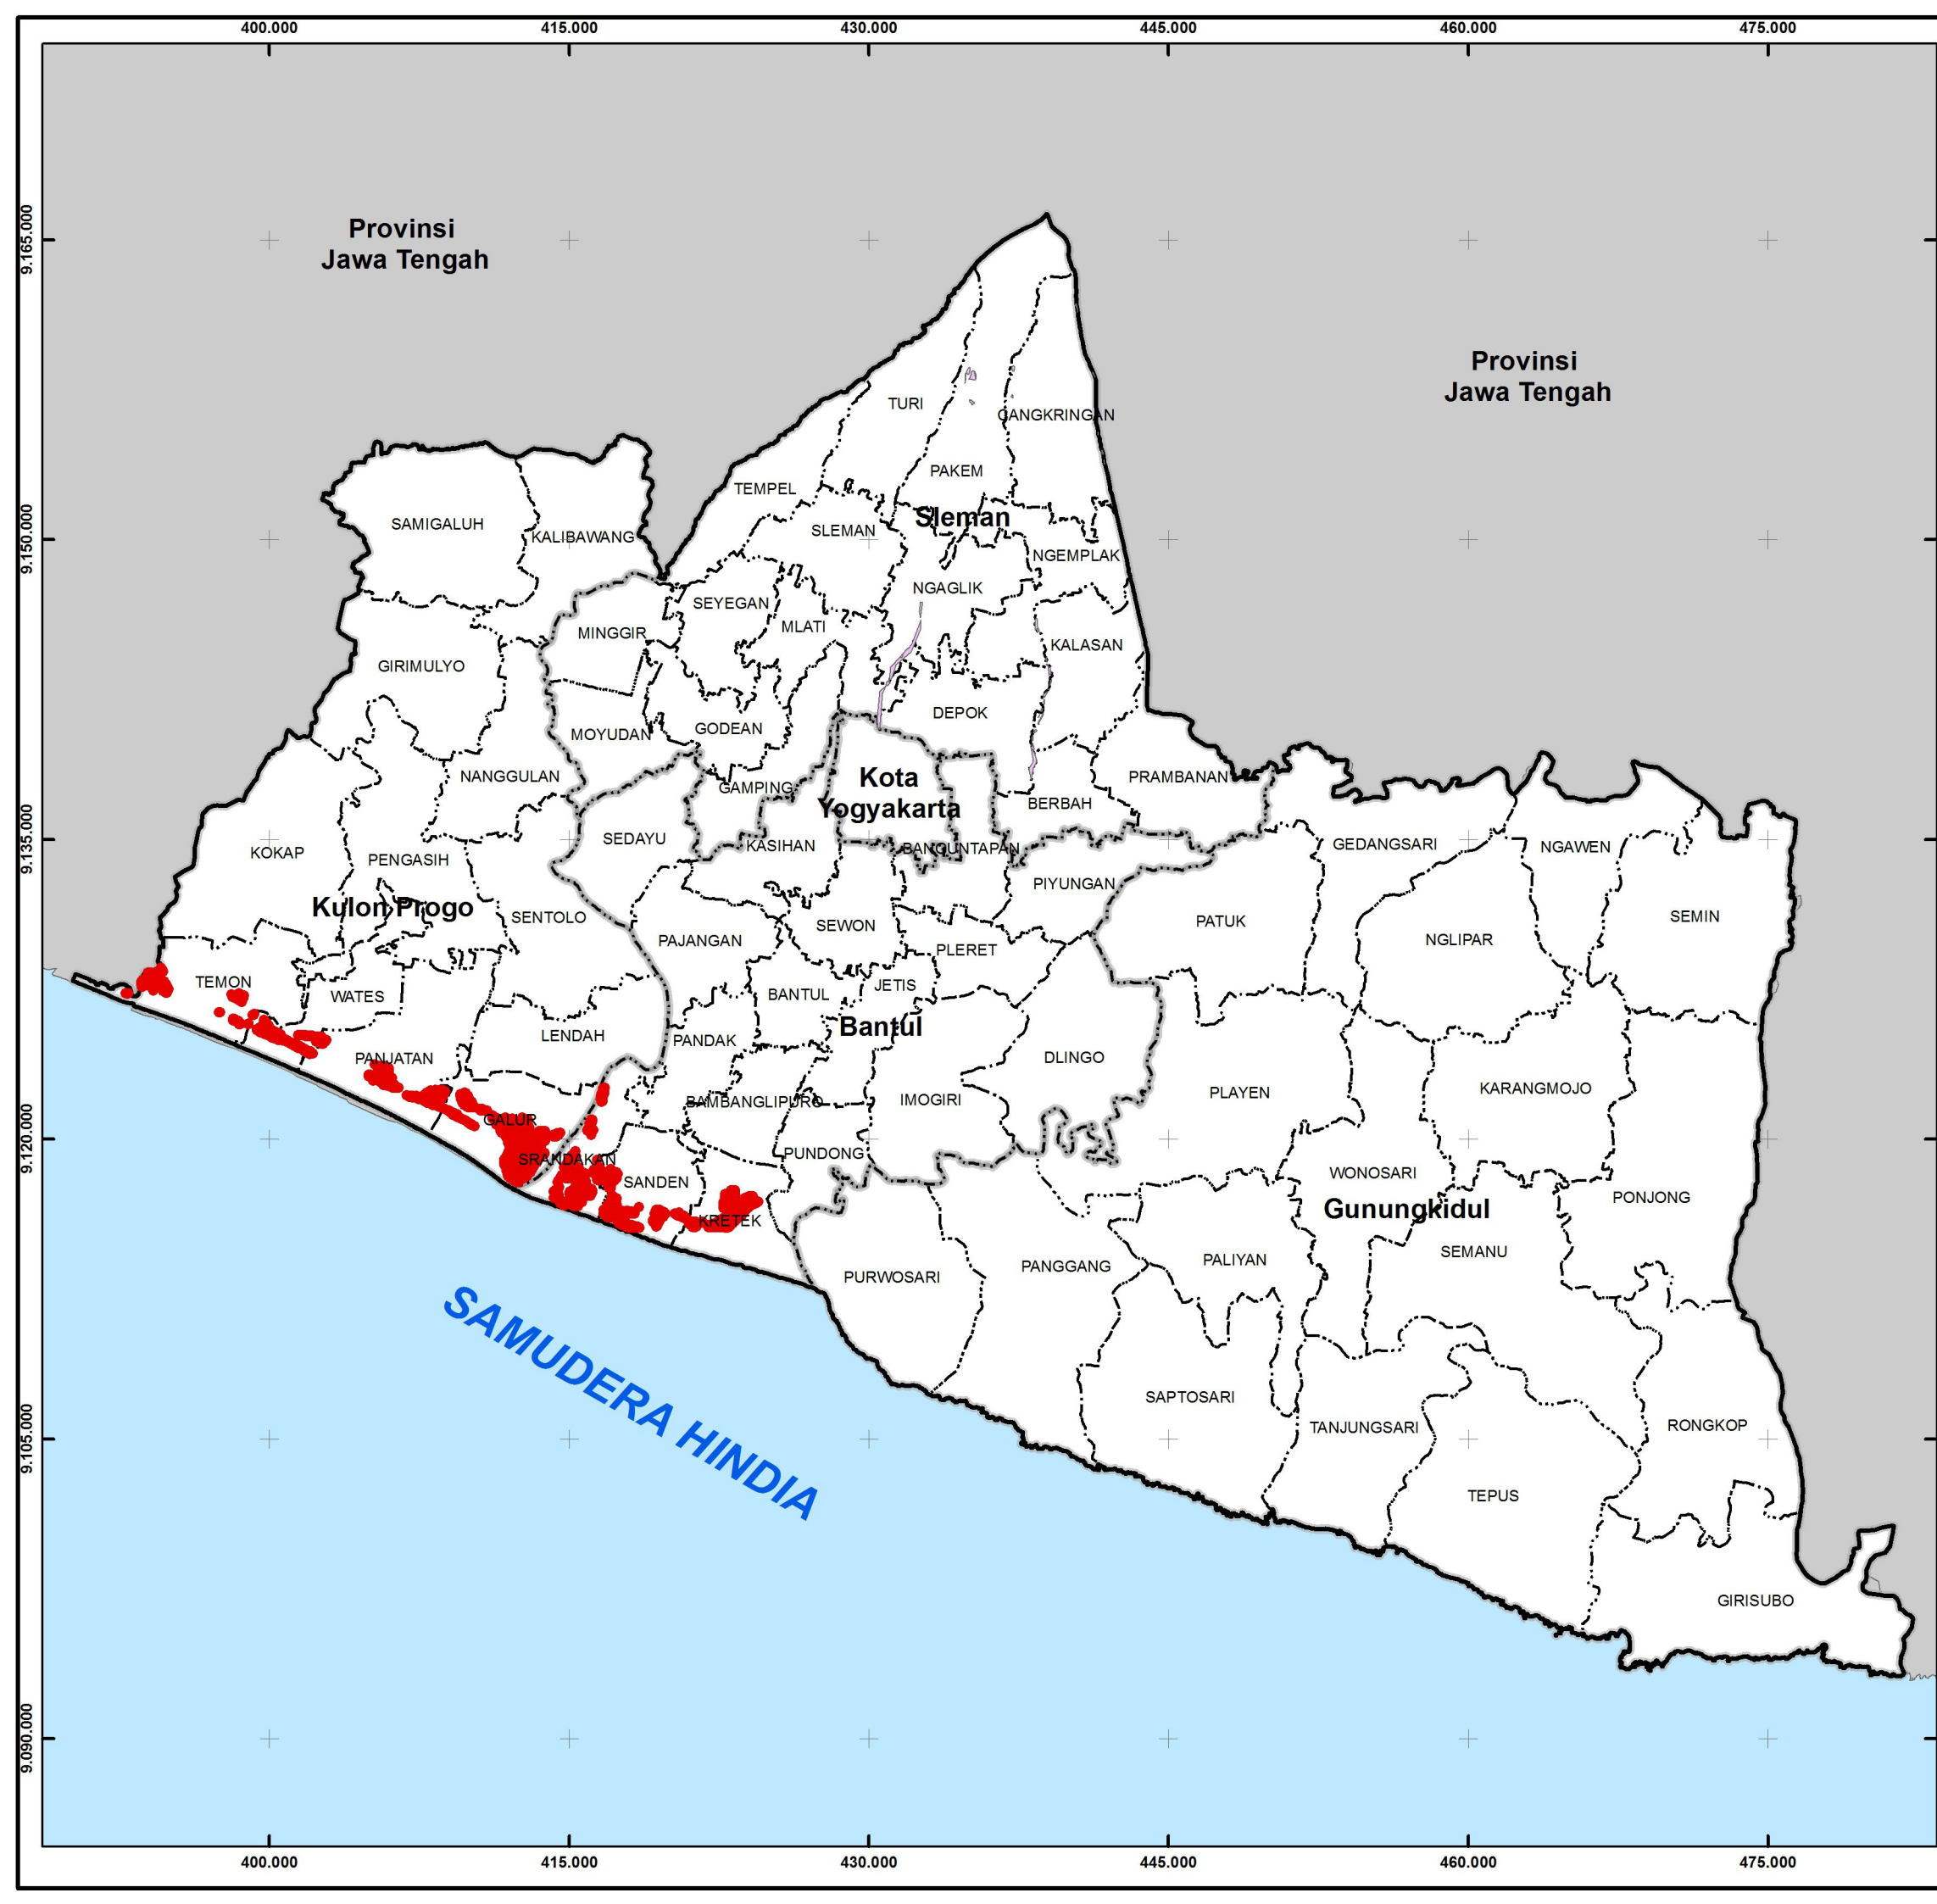 400.000 415.000 430.000 445.000 460.000 475.000
9.165.000
9.150.000
9.135.000
9.120.000
9.105.000
9.090.000
Provinsi
Jawa Tengah
Provinsi
Jawa Tengah
TURI
CANGKRINGAN
PAKEM
TEMPEL
Sleman
SLEMAN
SAMIGALUH
KALIBAWANG
NGEMPLAK
NGAGLIK
SEYEGAN
MLATI
MINGGIR
KALASAN
GIRIMULYO
DEPOK
GODEAN
MOYUDAN
NANGGULAN
Kota
Yogyakarta
PRAMBANAN
GAMPING
BERBAH
SEDAYU
KASIHAN
BANGUNTAPAN
GEDANGSARI
NGAWEN
KOKAP
PENGASIH
PIYUNGAN
Kulon Progo
SENTOLO
SEWON
PATUK
SEMIN
PAJANGAN
PLERET
NGLIPAR
TEMON
WATES
BANTUL
JETIS
Bantul
LENDAH
PANDAK
PANJATAN
DLINGO
PLAYEN
KARANGMOJO
BAMBANGLIPURO
IMOGIRI
GALUR
SRANDAKAN
PUNDONG
SANDEN
WONOSARI
PONJONG
Gunungkidul
KRETEK
SEMANU
PALIYAN
PANGGANG
PURWOSARI
SAPTOSARI
TANJUNGSARI
RONGKOP
TEPUS
GIRISUBO
SAMUDERA HINDIA
400.000 415.000 430.000 445.000 460.000 475.000